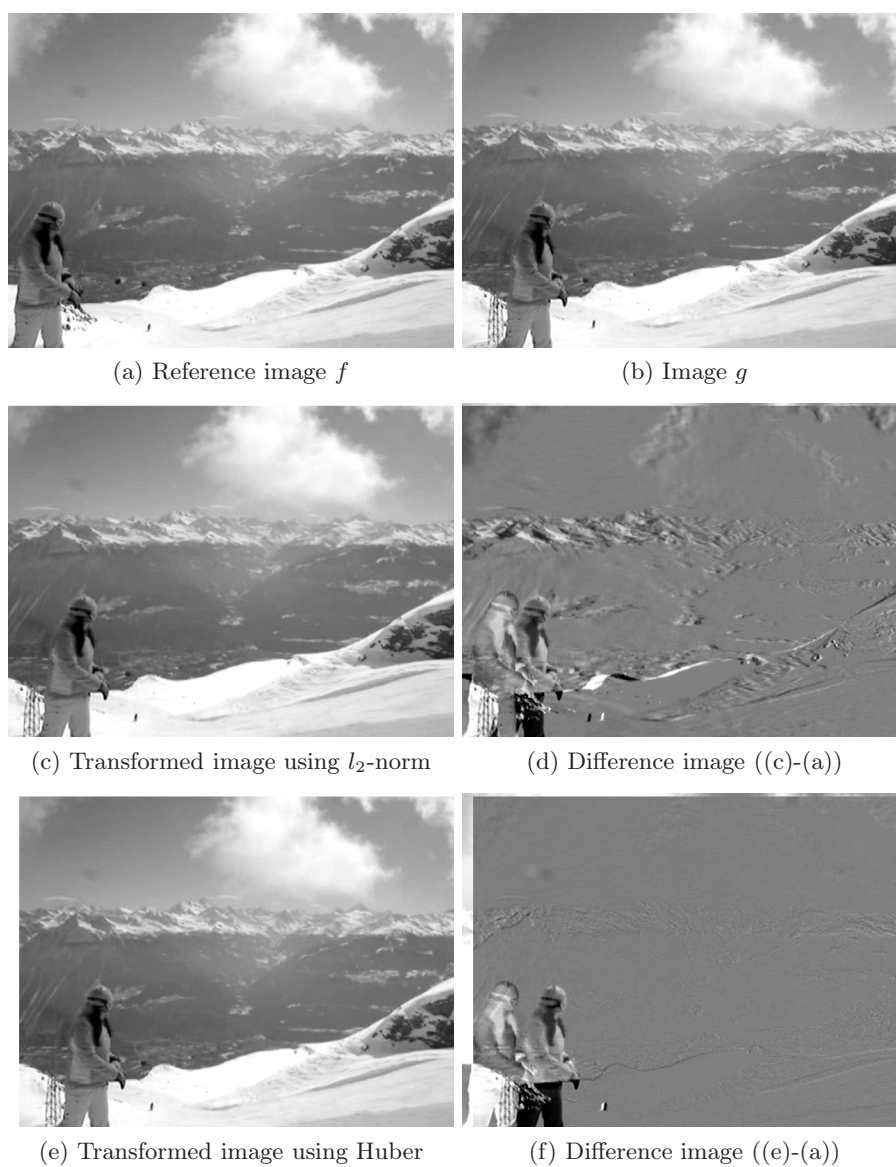 (a) Reference image f
(b) Image g
(c) Transformed image using l₂-norm
(d) Difference image ((c)-(a))
(e) Transformed image using Huber
(f) Difference image ((e)-(a))